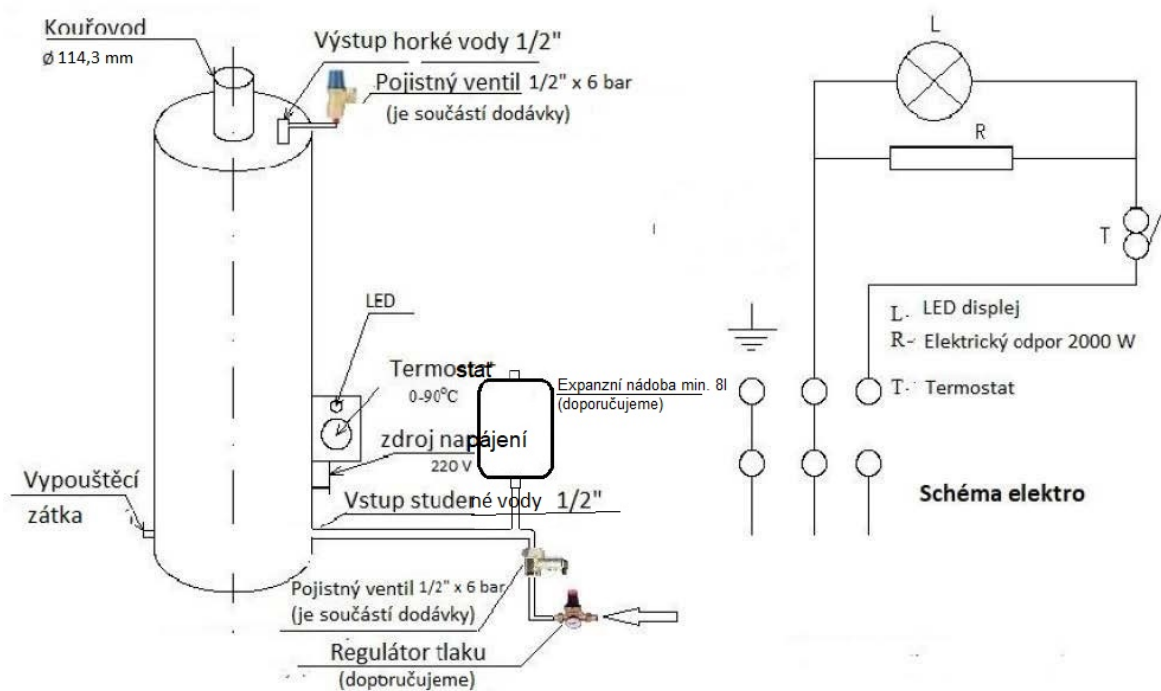 Kouřovod
Ø 114,3 mm
Výstup horké vody 1/2"
Pojistný ventil 1/2" x 6 bar
(je součástí dodávky)
LED
Termostat
0-90°C
Expanzní nádoba min. 8l
(doporučujeme)
zdroj napájení
220 V
Vypouštěcí
zátka
Vstup studené vody 1/2"
Pojistný ventil 1/2" x 6 bar
(je součástí dodávky)
Regulátor tlaku
(doporučujeme)
L
R
T
L- LED displej
R- Elektrický odpor 2000 W
T- Termostat
Schéma elektro